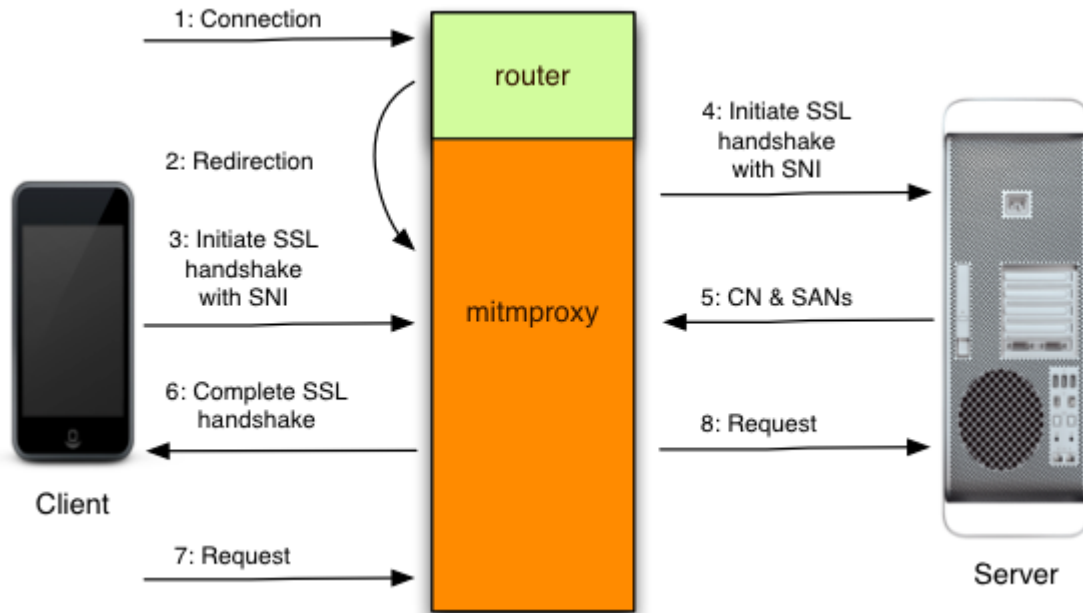 1: Connection
router
2: Redirection
3: Initiate SSL
handshake
with SNI
4: Initiate SSL
handshake
with SNI
mitmproxy
5: CN & SANs
6: Complete SSL
handshake
7: Request
8: Request
Client
Server